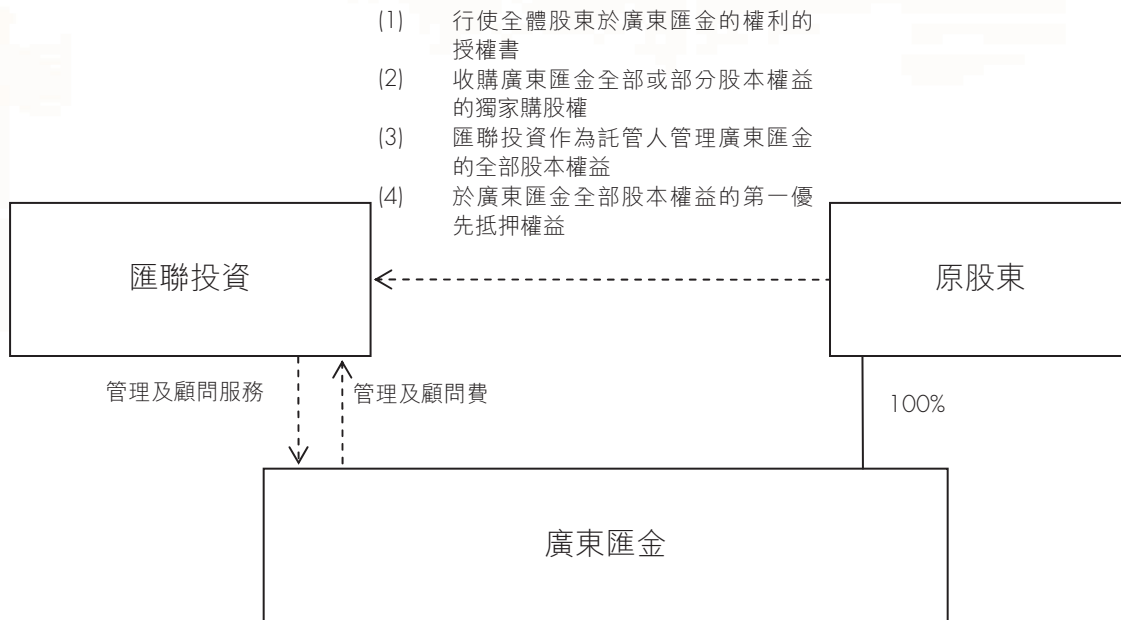 (1) 行使全體股東於廣東匯金的權利的
授權書
(2) 收購廣東匯金全部或部分股本權益
的獨家購股權
(3) 匯聯投資作為託管人管理廣東匯金
的全部股本權益
(4) 於廣東匯金全部股本權益的第一優
先抵押權益
匯聯投資
原股東
管理及顧問服務
管理及顧問費
100%
廣東匯金